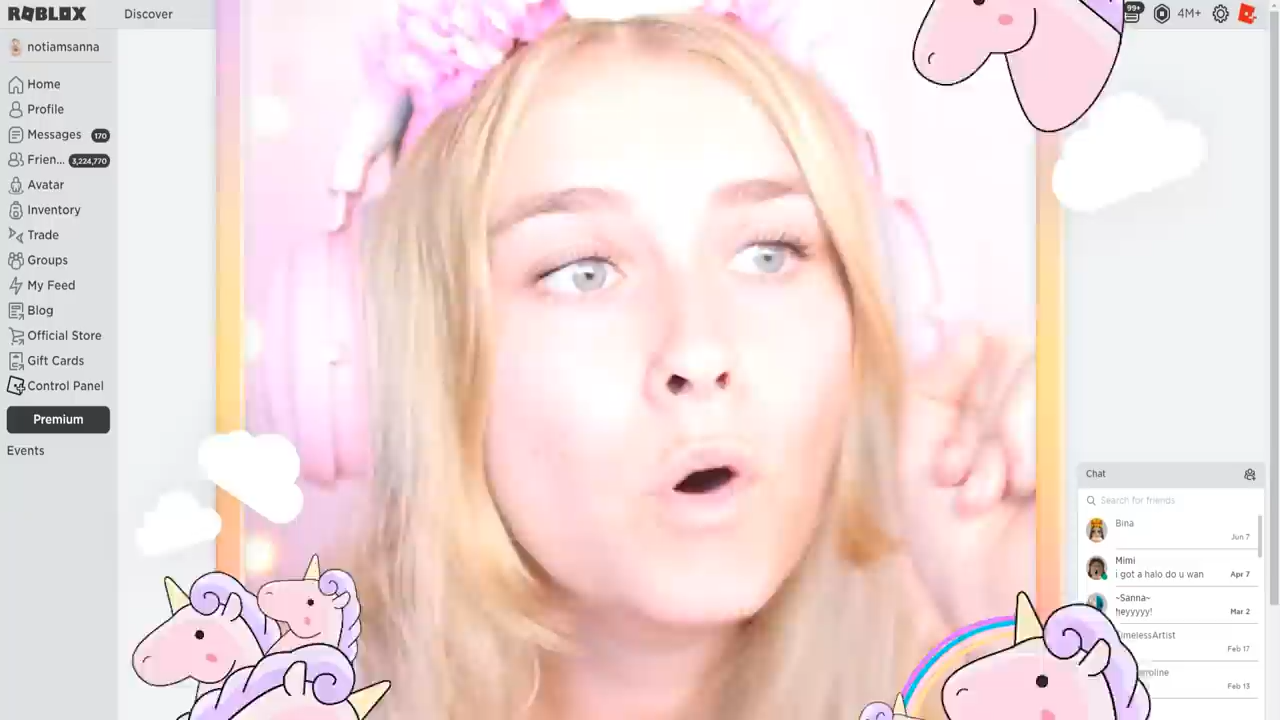 ROBLOX
Discover
99+
4M+
notiamsanna
Home
Profile
Messages 170
Frien... 3,224,770
Avatar
Inventory
Trade
Groups
My Feed
Blog
Official Store
Gift Cards
Control Panel
Premium
Events
Chat
Search for friends
Bina
Jun 7
Mimi
i got a halo do u wan Apr 7
~Sanna~
heyyyyy! Mar 2
imelessArtist
Feb 17
Feb 13